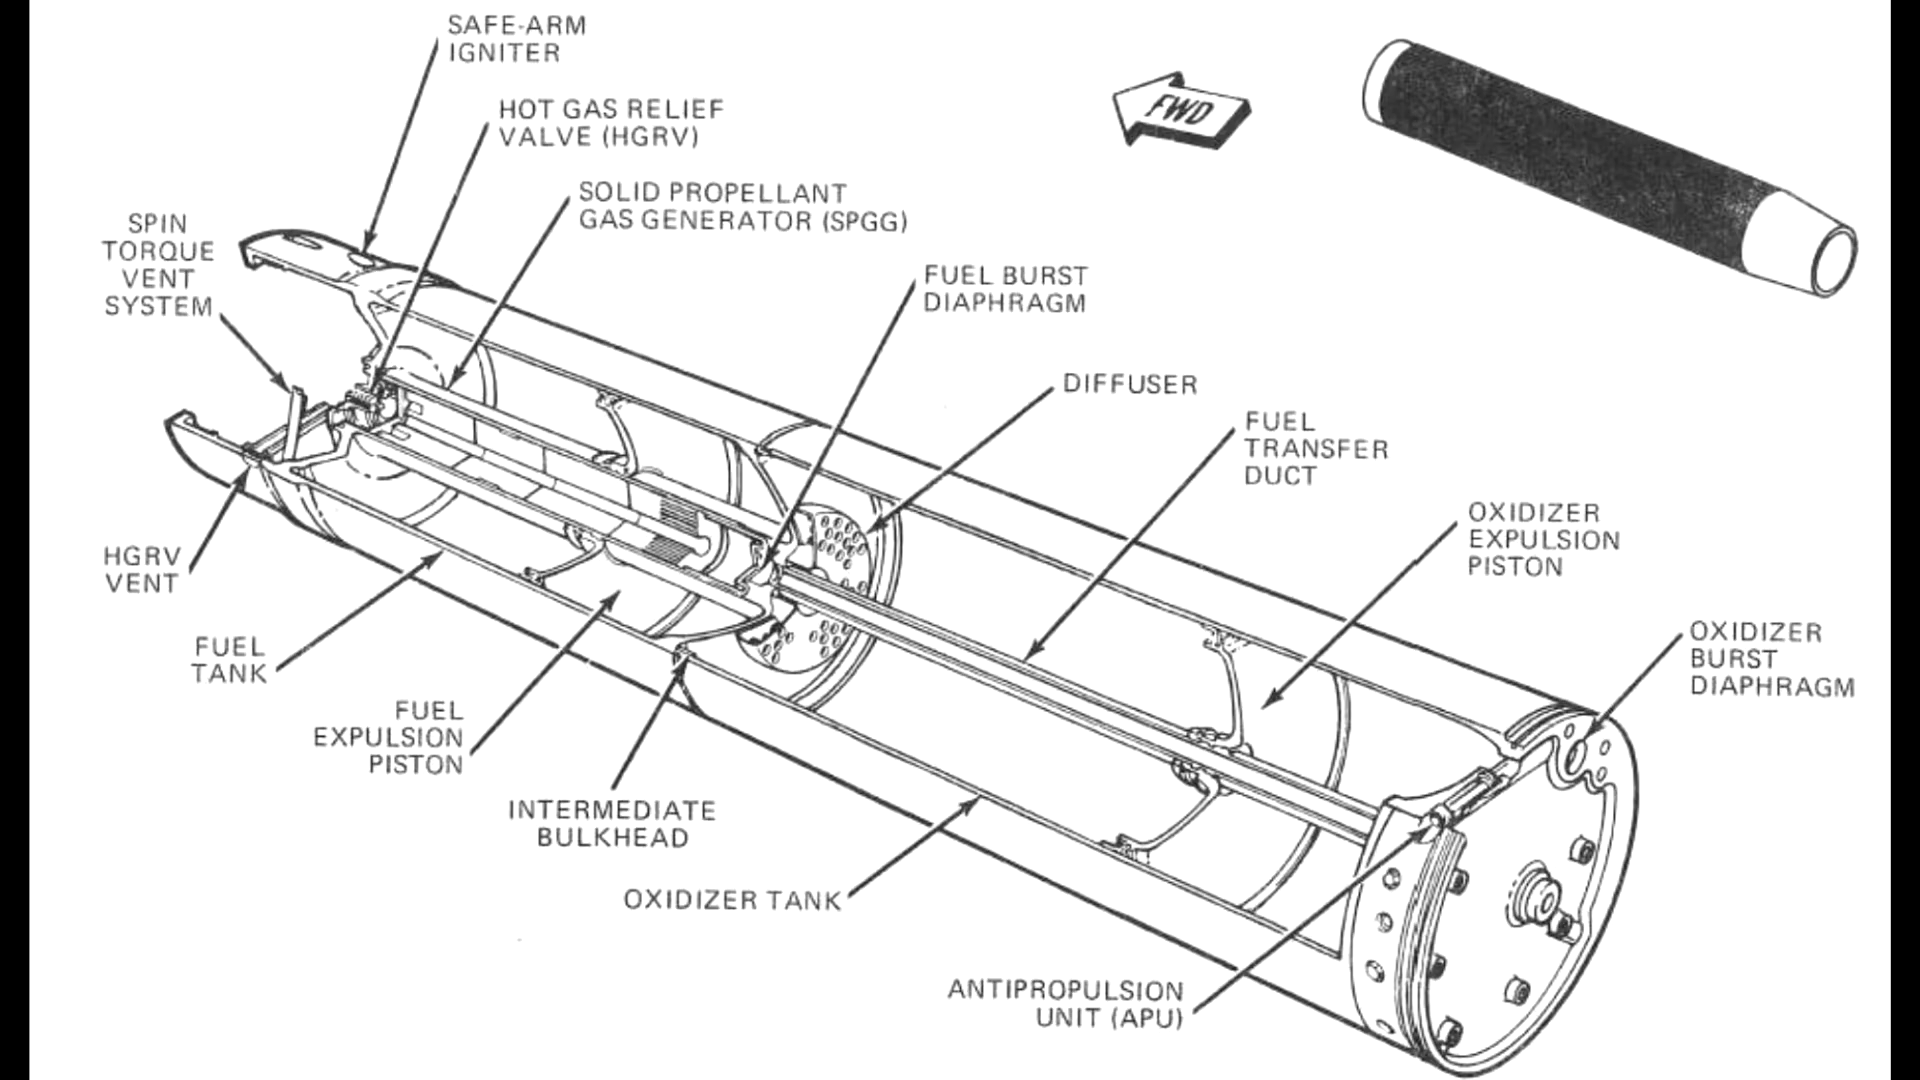 SAFE-ARM
IGNITER
HOT GAS RELIEF
VALVE (HGRV)
SOLID PROPELLANT
GAS GENERATOR (SPGG)
FWD
SPIN
TORQUE
VENT
SYSTEM
FUEL BURST
DIAPHRAGM
DIFFUSER
FUEL
TRANSFER
DUCT
OXIDIZER
EXPULSION
PISTON
OXIDIZER
BURST
DIAPHRAGM
HGRV
VENT
FUEL
TANK
FUEL
EXPULSION
PISTON
INTERMEDIATE
BULKHEAD
OXIDIZER TANK
ANTIPROPULSION
UNIT (APU)